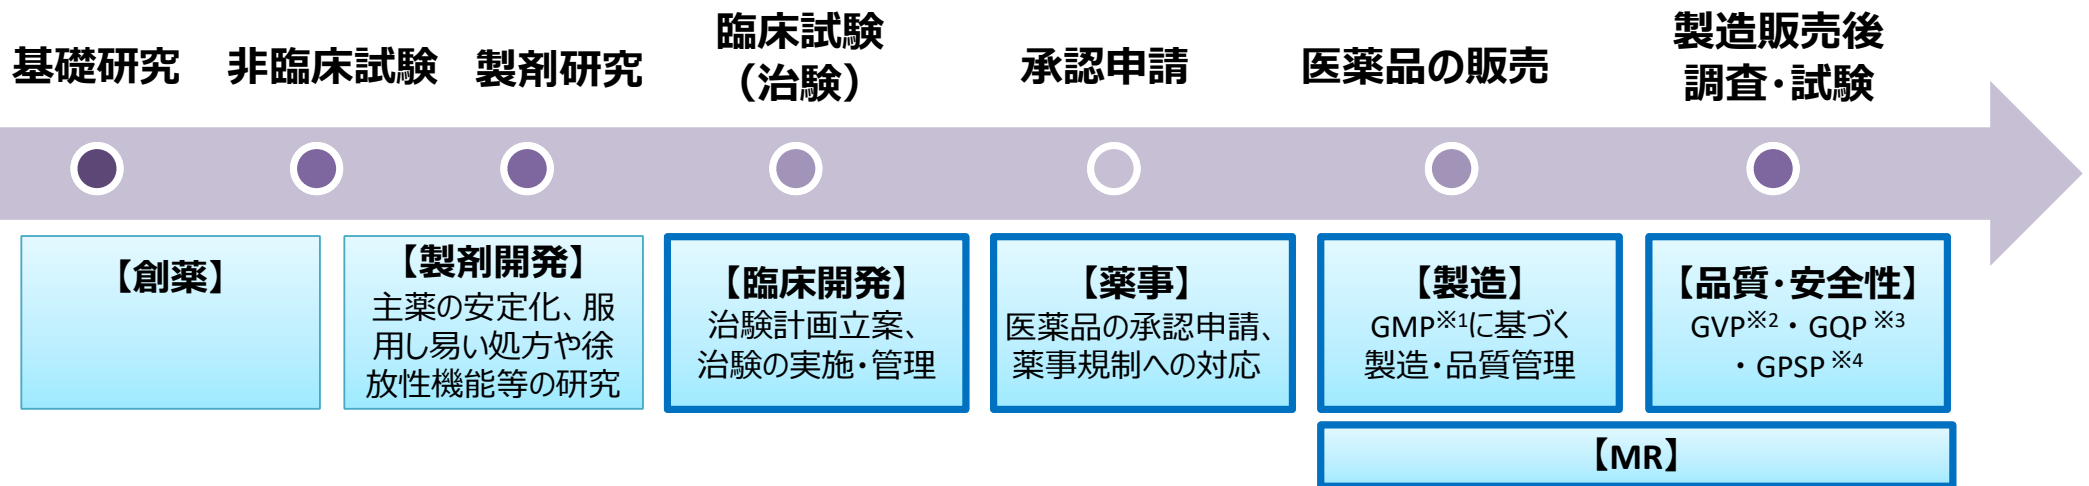 基礎研究
非臨床試験
製剤研究
臨床試験
（治験）
承認申請
医薬品の販売
製造販売後
調査・試験
【創薬】
【製剤開発】
主薬の安定化、服
用し易い処方や徐
放性機能等の研究
【臨床開発】
治験計画立案、
治験の実施・管理
【薬事】
医薬品の承認申請、
薬事規制への対応
【製造】
GMP※1に基づく
製造・品質管理
【品質・安全性】
GVP※2・GQP ※3
・GPSP ※4
【MR】